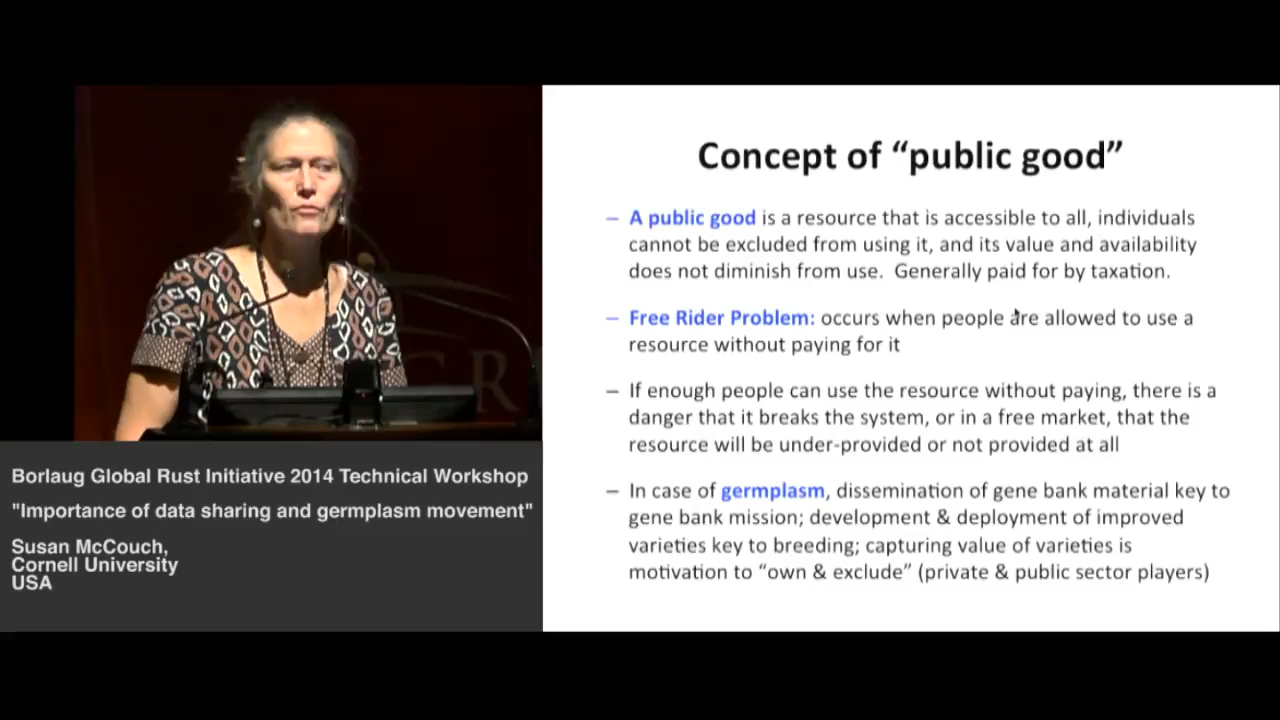 Concept of “public good”
– A public good is a resource that is accessible to all, individuals
cannot be excluded from using it, and its value and availability
does not diminish from use. Generally paid for by taxation.
– Free Rider Problem: occurs when people are allowed to use a
resource without paying for it
– If enough people can use the resource without paying, there is a
danger that it breaks the system, or in a free market, that the
resource will be under-provided or not provided at all
– In case of germplasm, dissemination of gene bank material key to
gene bank mission; development & deployment of improved
varieties key to breeding; capturing value of varieties is
motivation to “own & exclude” (private & public sector players)
Borlaug Global Rust Initiative 2014 Technical Workshop
"Importance of data sharing and germplasm movement"
Susan McCouch,
Cornell University
USA